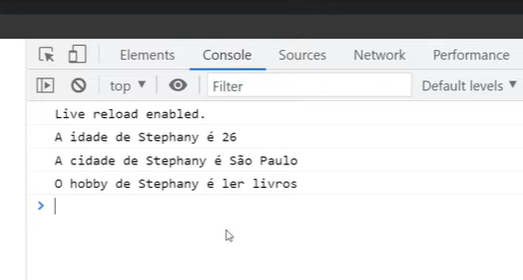 Elements Console Sources Network Performance
top Filter Default levels
Live reload enabled.
A idade de Stephany é 26
A cidade de Stephany é São Paulo
O hobby de Stephany é ler livros